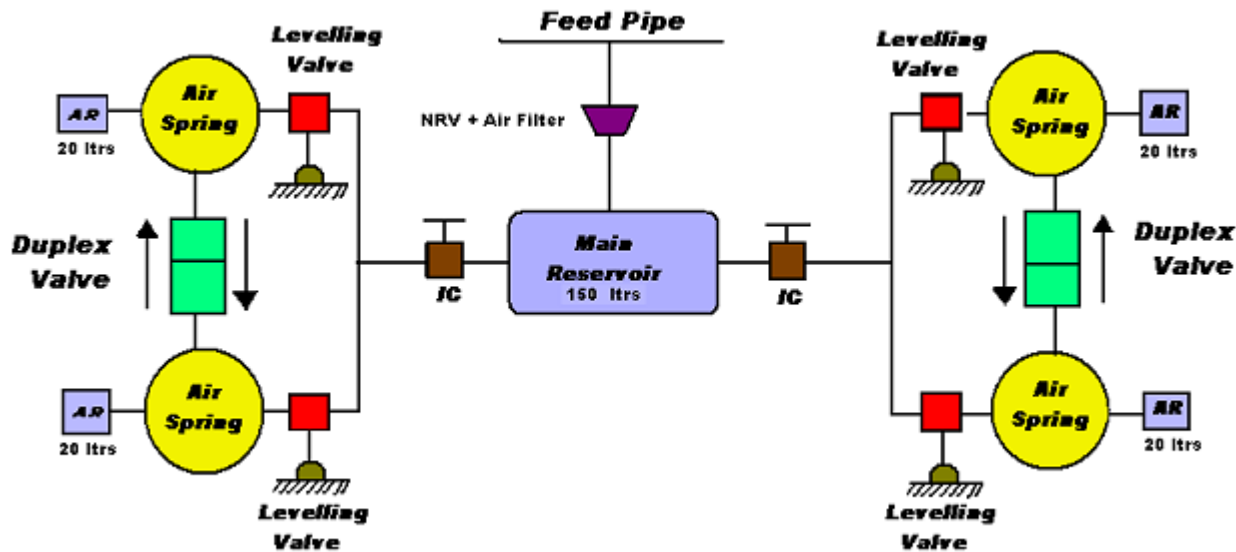 Feed Pipe
Levelling
Valve
Levelling
Valve
Air
Spring
Air
Spring
AR
20 ltrs
AR
20 ltrs
NRV + Air Filter
Duplex
Valve
Main
Reservoir
150 ltrs
Duplex
Valve
IC
IC
Air
Spring
Air
Spring
AR
20 ltrs
AR
20 ltrs
Levelling
Valve
Levelling
Valve